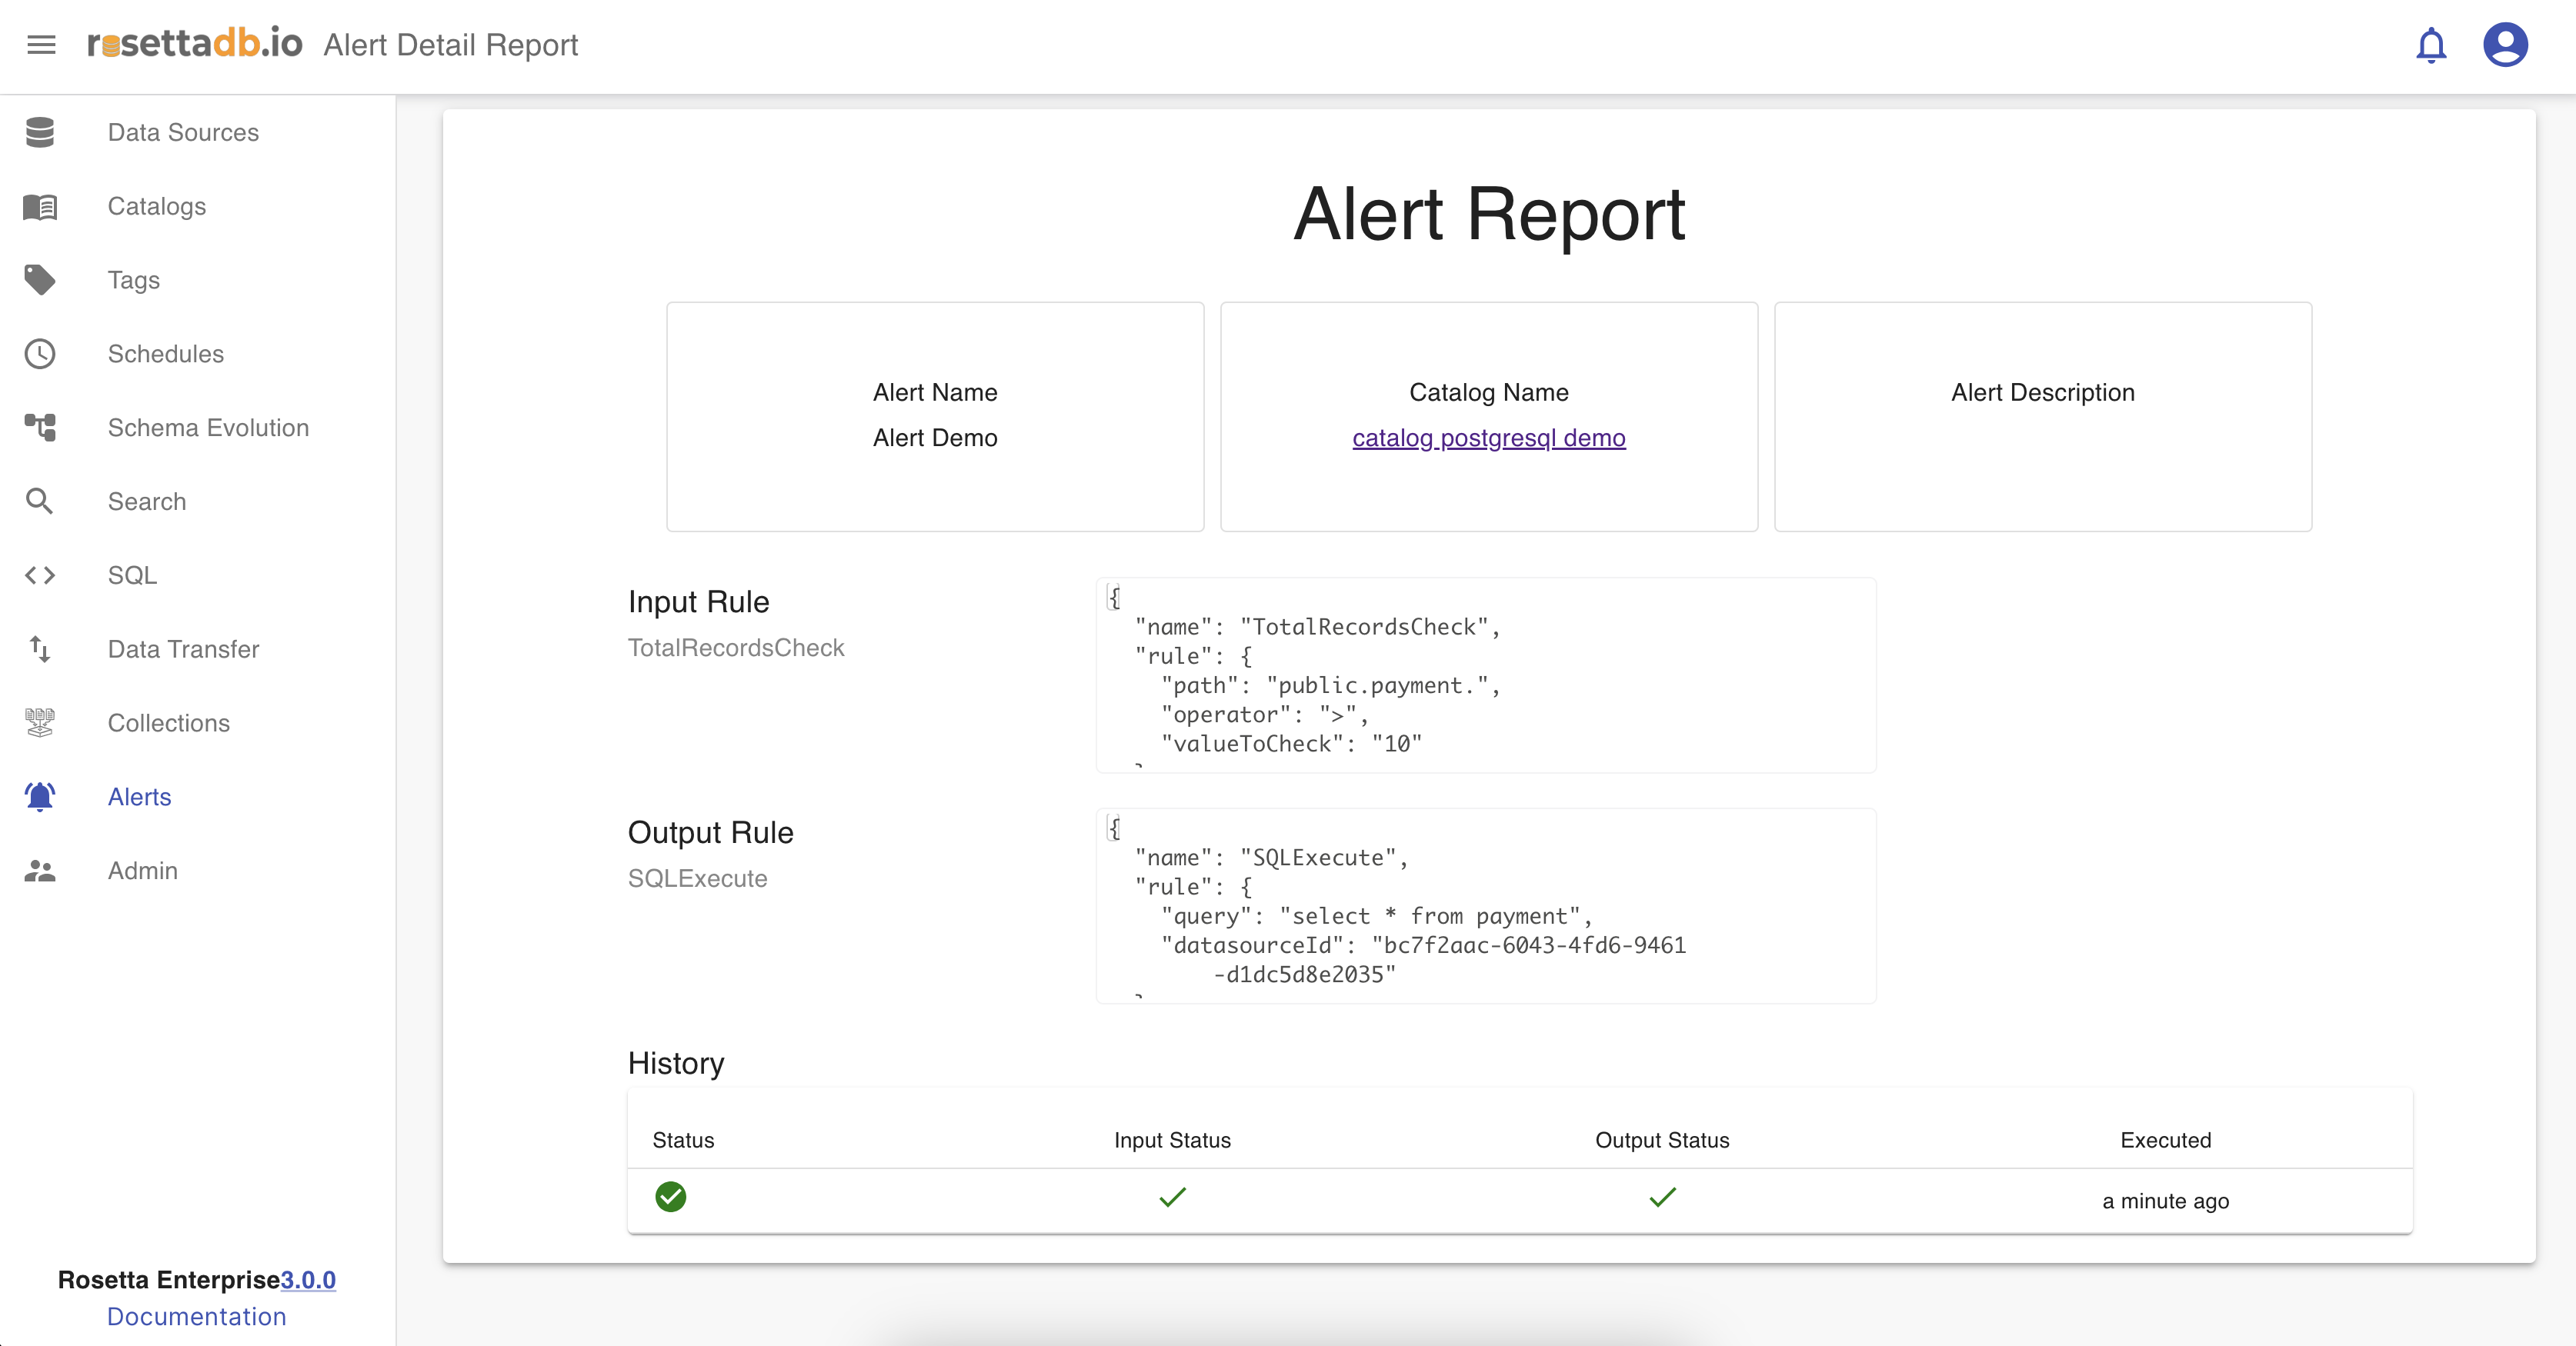 rosettadb.io Alert Detail Report
Data Sources
Catalogs
Tags
Schedules
Schema Evolution
Search
SQL
Data Transfer
Collections
Alerts
Admin
Rosetta Enterprise3.0.0
Documentation
Alert Report
Alert Name
Alert Demo
Catalog Name
catalog postgresql demo
Alert Description
Input Rule
TotalRecordsCheck
{
"name": "TotalRecordsCheck",
"rule": {
"path": "public.payment.",
"operator": ">",
"valueToCheck": "10"
Output Rule
SQLExecute
{
"name": "SQLExecute",
"rule": {
"query": "select * from payment",
"datasourceId": "bc7f2aac-6043-4fd6-9461
-d1dc5d8e2035"
History
Status Input Status Output Status Executed
a minute ago